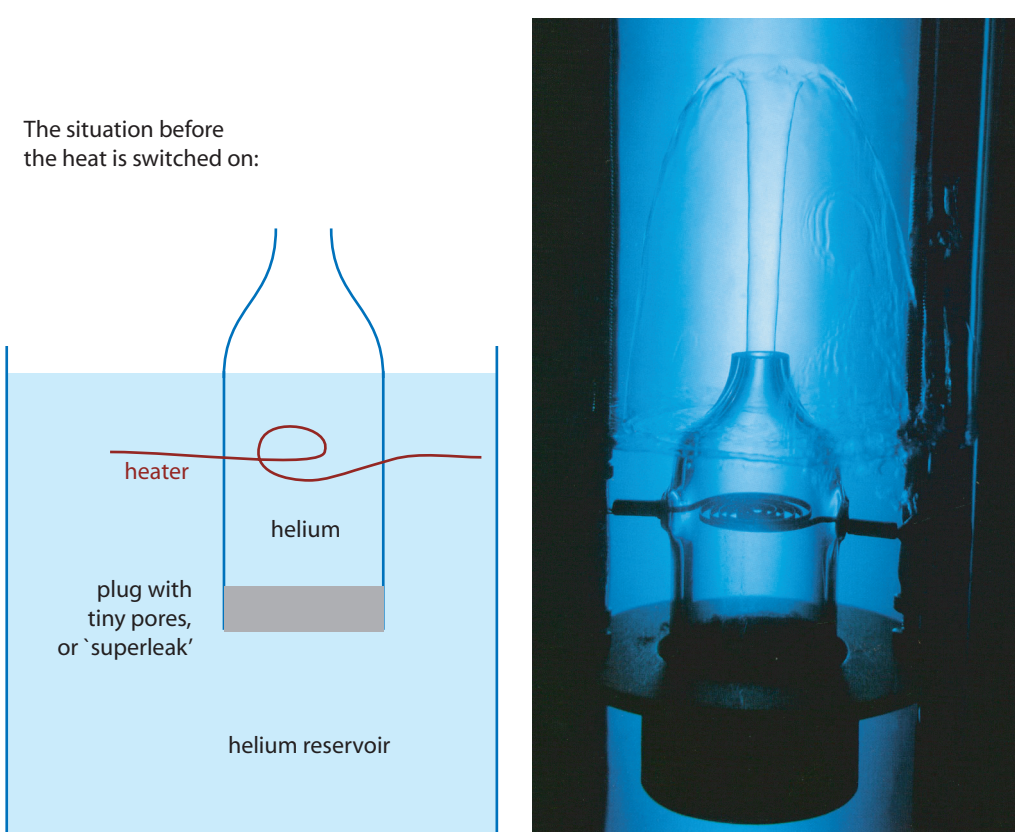 The situation before
the heat is switched on:
heater
helium
plug with
tiny pores,
or `superleak'
helium reservoir